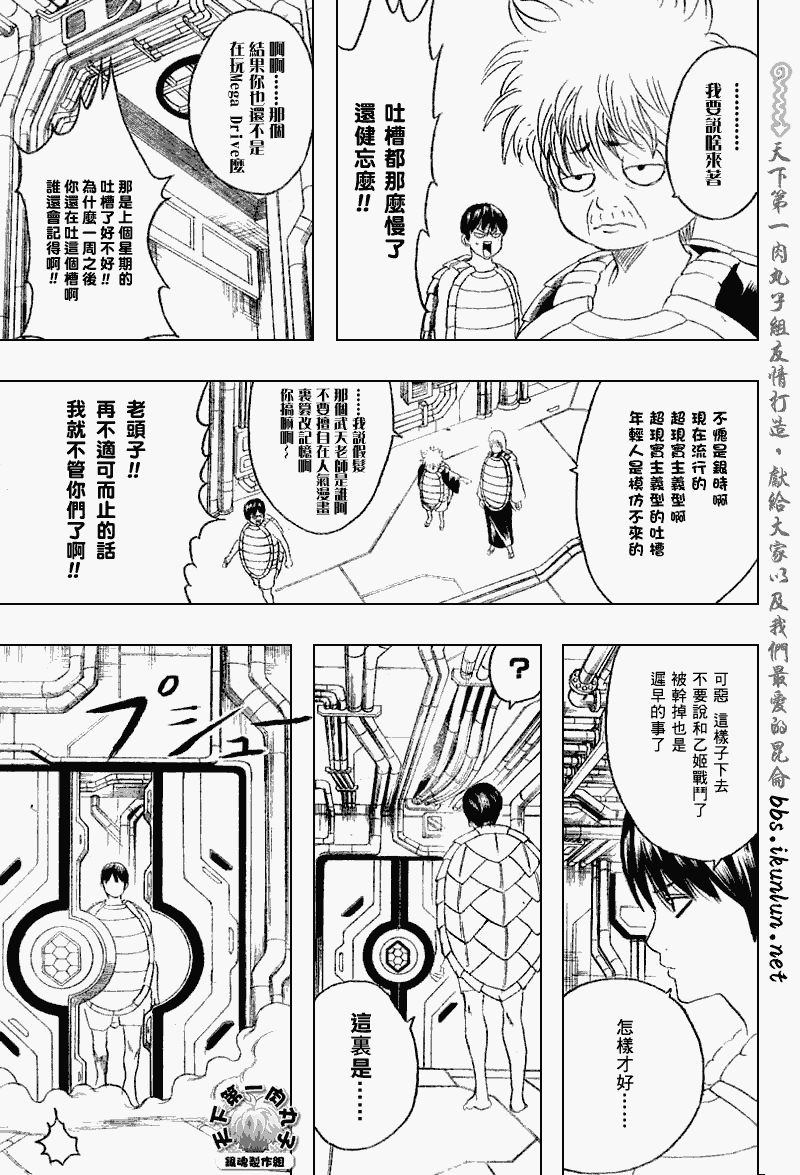 ………
我要說啥來著
吐槽都那麼慢了
還健忘麼!!
啊啊……那個
結果你也還不是
在玩Mega Drive麼
那是上個星期的
吐槽了好不好!!
為什麼一周之後
你還在吐這個槽啊
誰還會記得啊!!
不愧是銀時啊
現在流行的
超現實主義型啊
超現實主義型的吐槽
年輕人是模仿不來的
……我說假髮
那個武天老師是誰阿
不要擅自在人氣漫畫
裏篡改記憶啊
你搞嘛啊~
老頭子!!
再不適可而止的話
我就不管你們了啊!!
可惡 這樣子下去
不要說和乙姬戰鬥了
被幹掉也是
遲早的事了
怎樣才好……
?
這裏是……
プシュー
天下第一肉丸子
銀魂製作組
天下第一肉丸子組友情打造，獻給大家以及我們最愛的昆侖 bbs.ikunlun.net